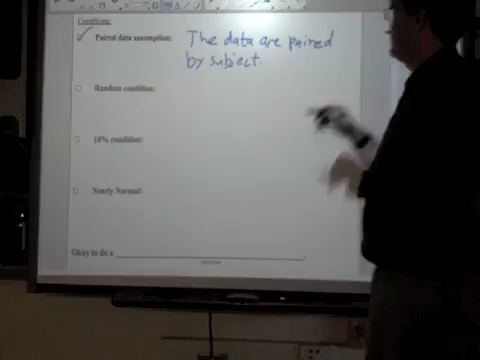 Conditions:
Paired data assumption: The data are paired
by subject.
Random condition:
10% condition:
Nearly Normal:
Okay to do a